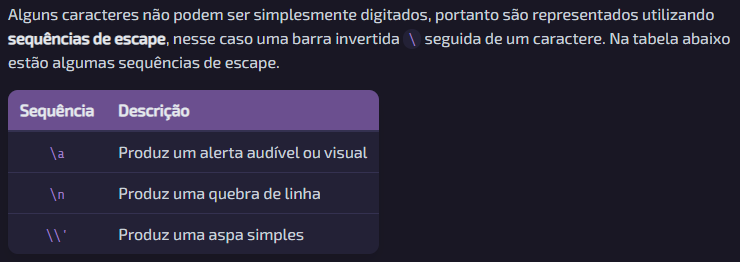 Alguns caracteres não podem ser simplesmente digitados, portanto são representados utilizando
sequências de escape, nesse caso uma barra invertida \ seguida de um caractere. Na tabela abaixo
estão algumas sequências de escape.
Sequência Descrição
\a Produz um alerta audível ou visual
\n Produz uma quebra de linha
\\' Produz uma aspa simples